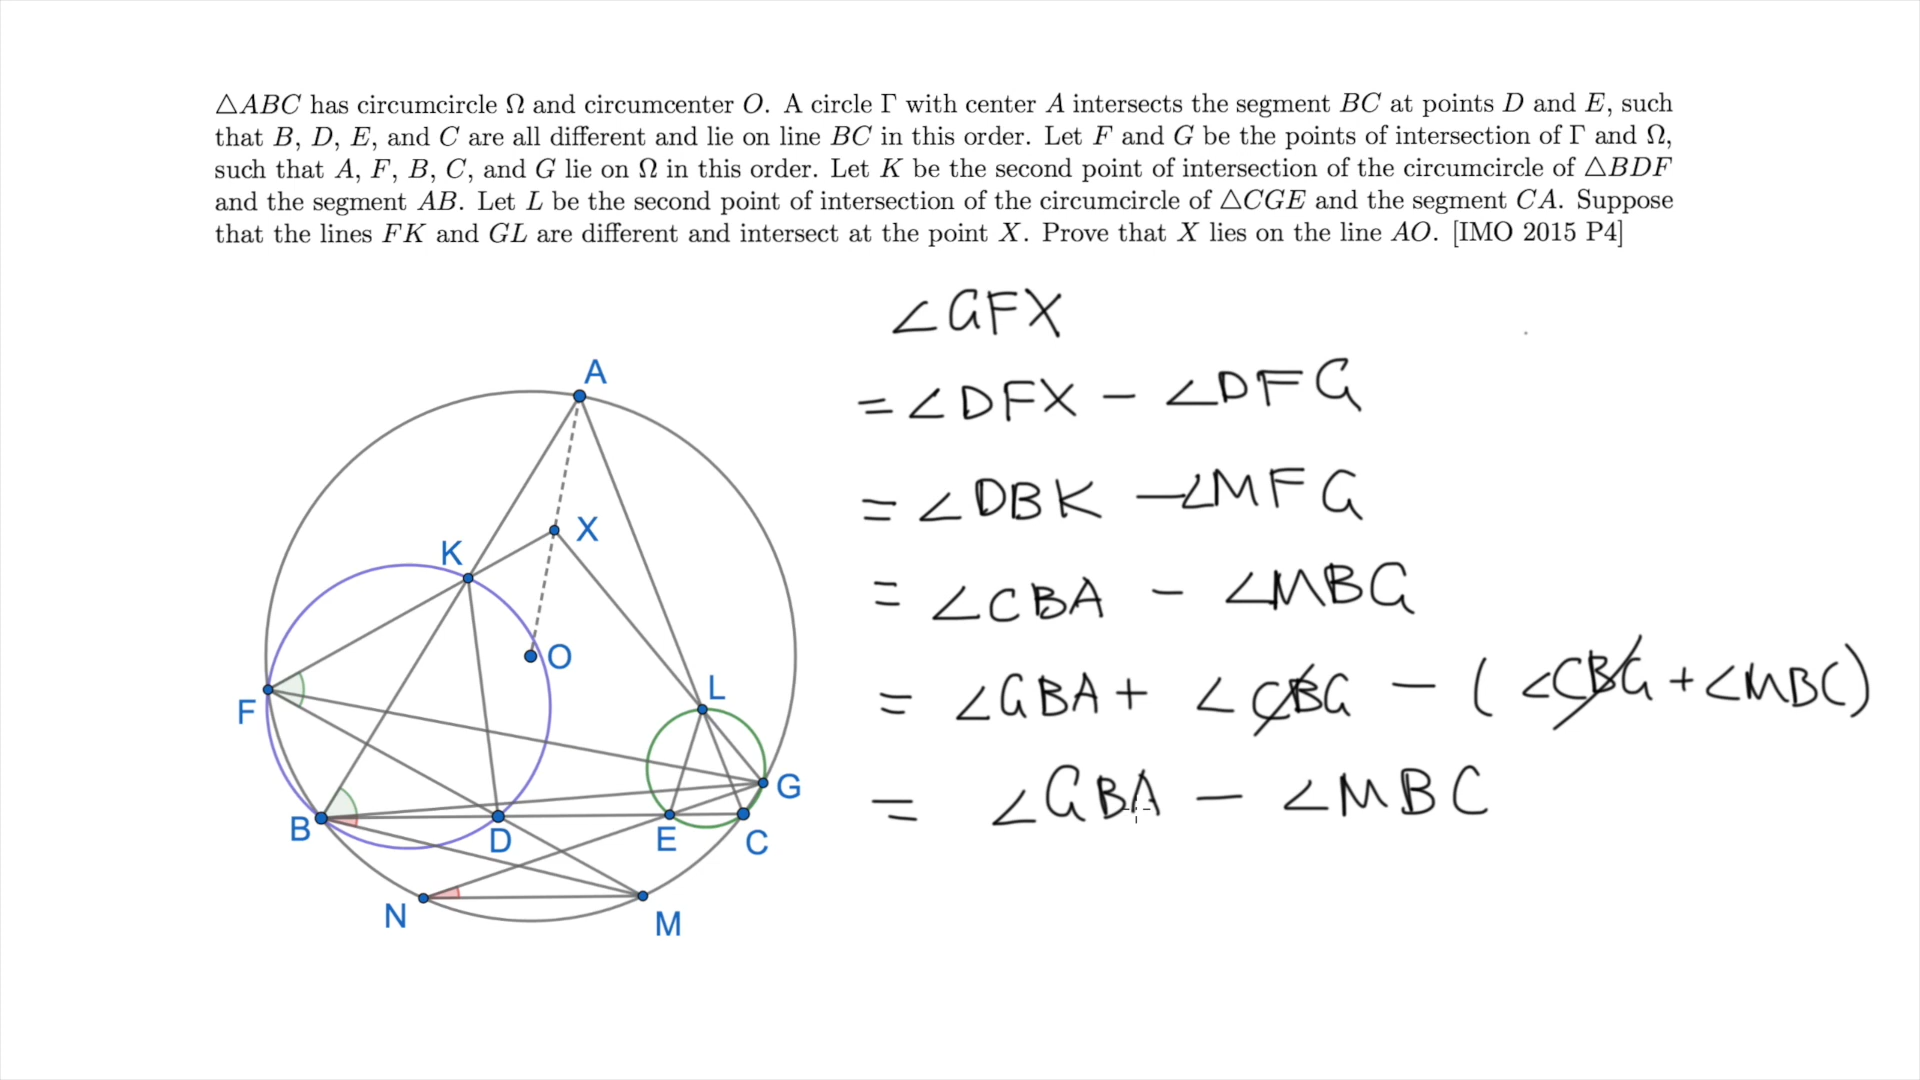 △ABC has circumcircle Ω and circumcenter O. A circle Γ with center A intersects the segment BC at points D and E, such
that B, D, E, and C are all different and lie on line BC in this order. Let F and G be the points of intersection of Γ and Ω,
such that A, F, B, C, and G lie on Ω in this order. Let K be the second point of intersection of the circumcircle of △BDF
and the segment AB. Let L be the second point of intersection of the circumcircle of △CGE and the segment CA. Suppose
that the lines FK and GL are different and intersect at the point X. Prove that X lies on the line AO. [IMO 2015 P4]
∠GFX
= ∠DFX − ∠DFG
= ∠DBK − ∠MFG
= ∠CBA − ∠MBG
= ∠GBA + ∠CBG − (∠CBG + ∠MBC)
= ∠GBA − ∠MBC
A
X
K
O
L
F
G
B
D
E
C
N
M